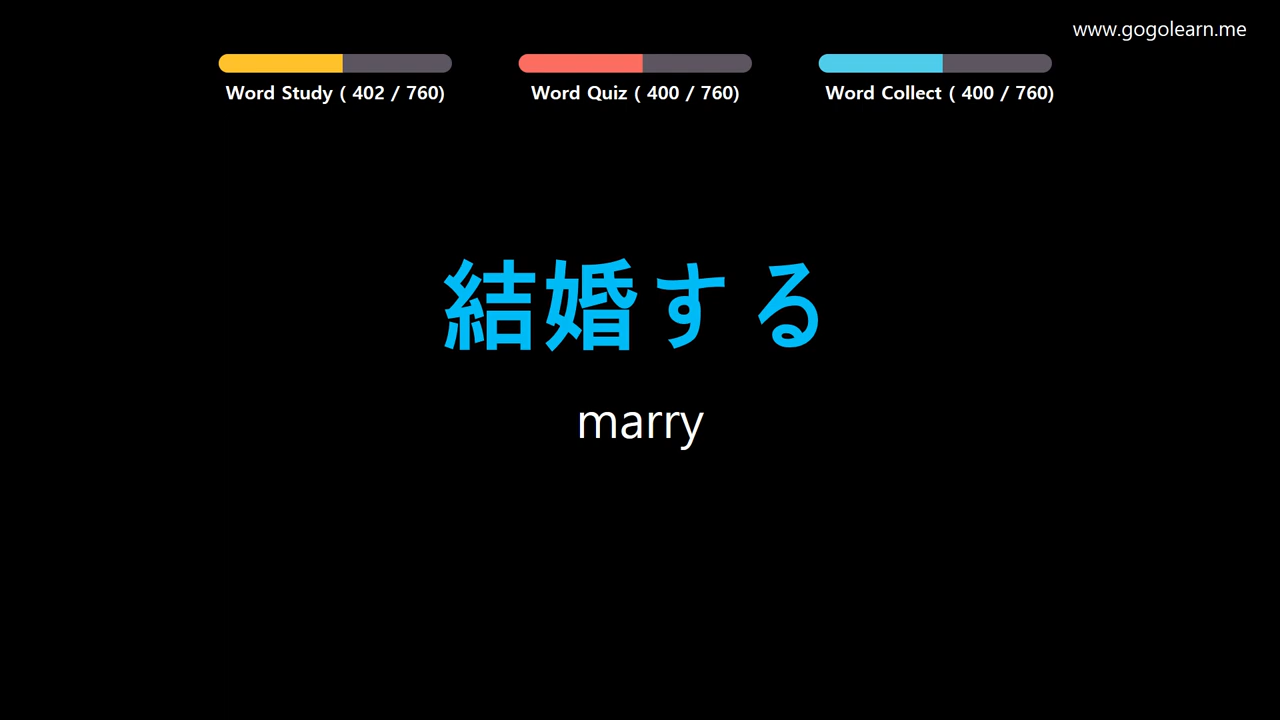 www.gogolearn.me
Word Study ( 402 / 760)
Word Quiz ( 400 / 760)
Word Collect ( 400 / 760)
結婚する
marry